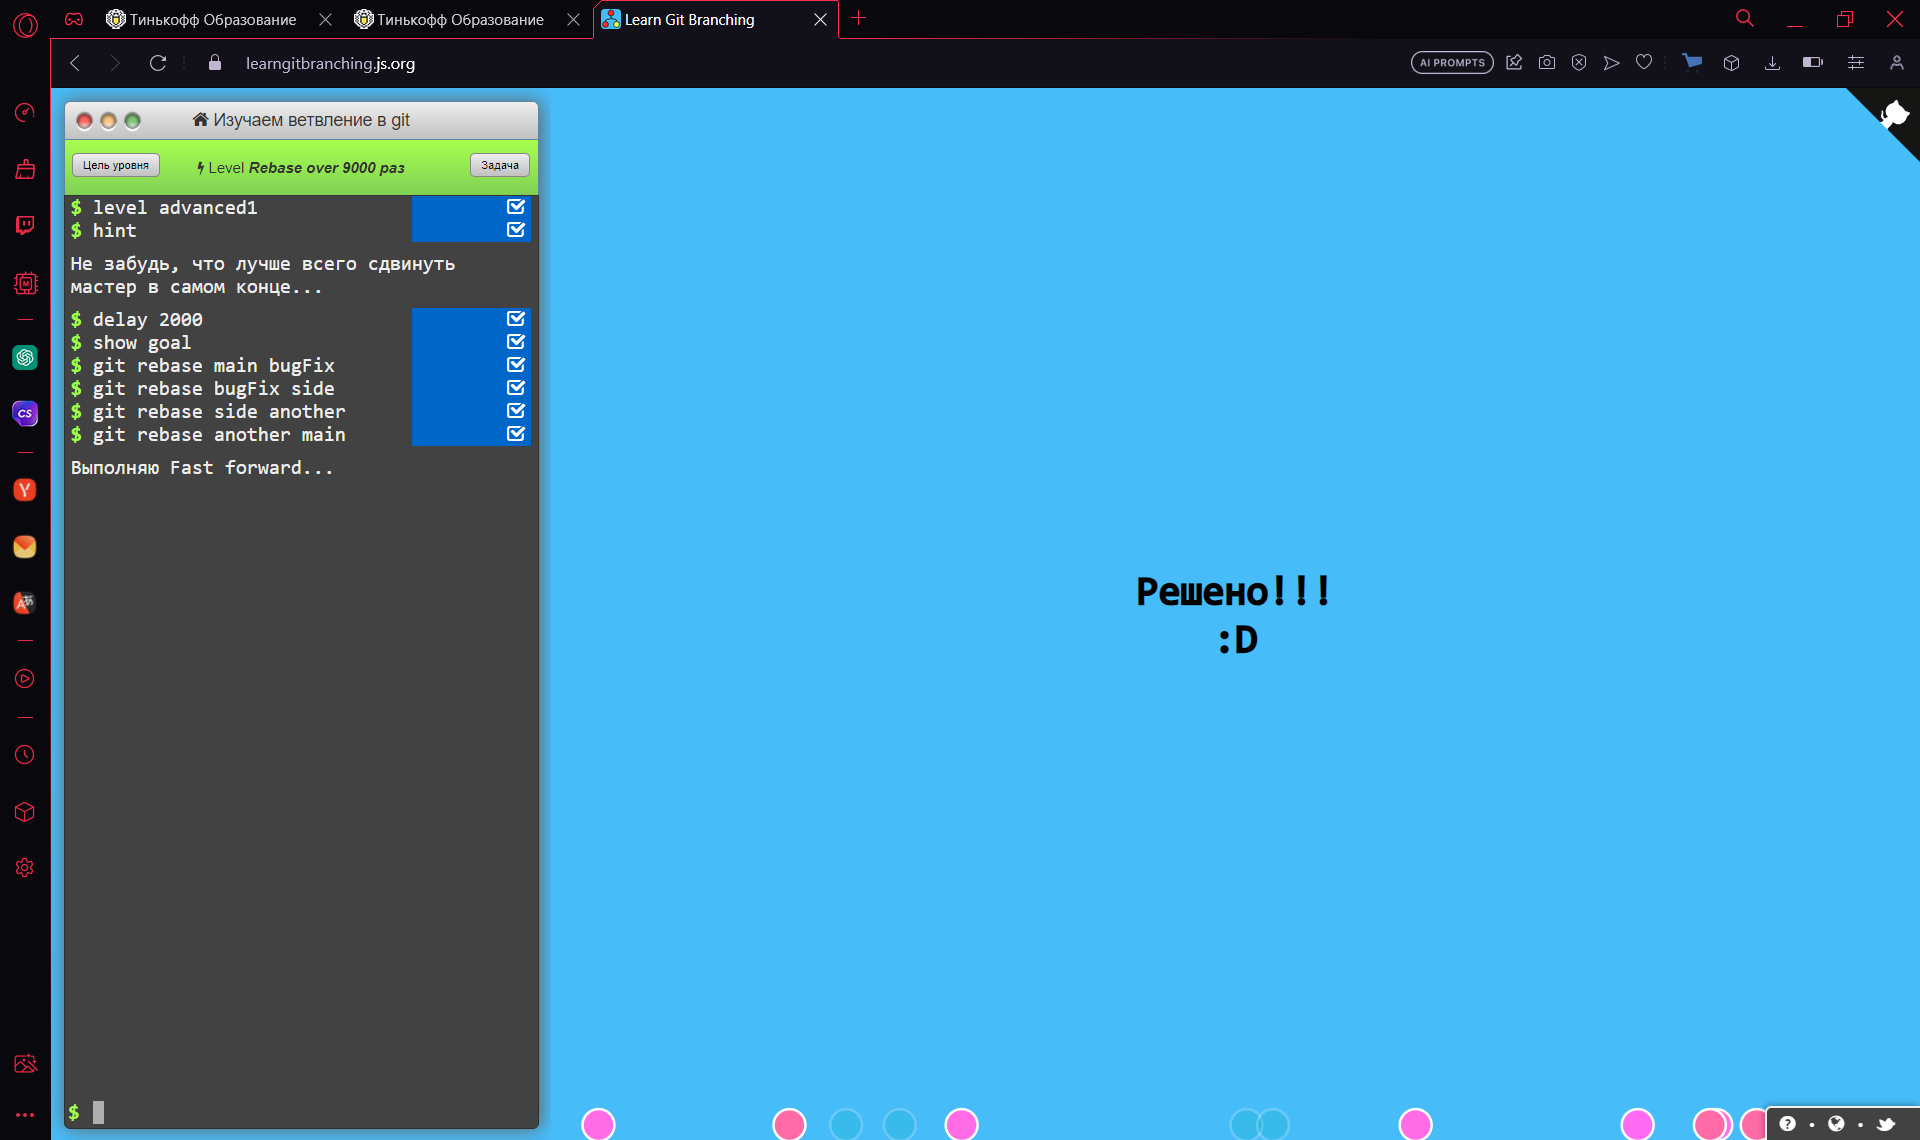 Тинькофф Образование
Тинькофф Образование
Learn Git Branching
learngitbranching.js.org
AI PROMPTS
Изучаем ветвление в git
Цель уровня
Level Rebase over 9000 раз
Задача
$ level advanced1
$ hint
Не забудь, что лучше всего сдвинуть
мастер в самом конце...
$ delay 2000
$ show goal
$ git rebase main bugFix
$ git rebase bugFix side
$ git rebase side another
$ git rebase another main
Выполняю Fast forward...
$
Решено!!!
:D
CS
Y